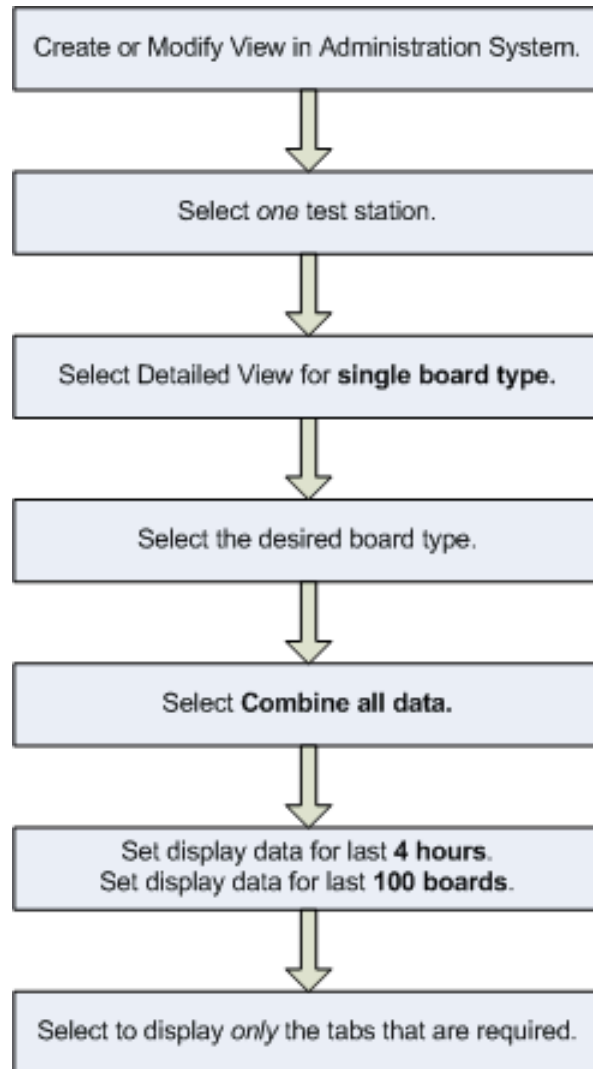 Create or Modify View in Administration System.
Select one test station.
Select Detailed View for single board type.
Select the desired board type.
Select Combine all data.
Set display data for last 4 hours.
Set display data for last 100 boards.
Select to display only the tabs that are required.